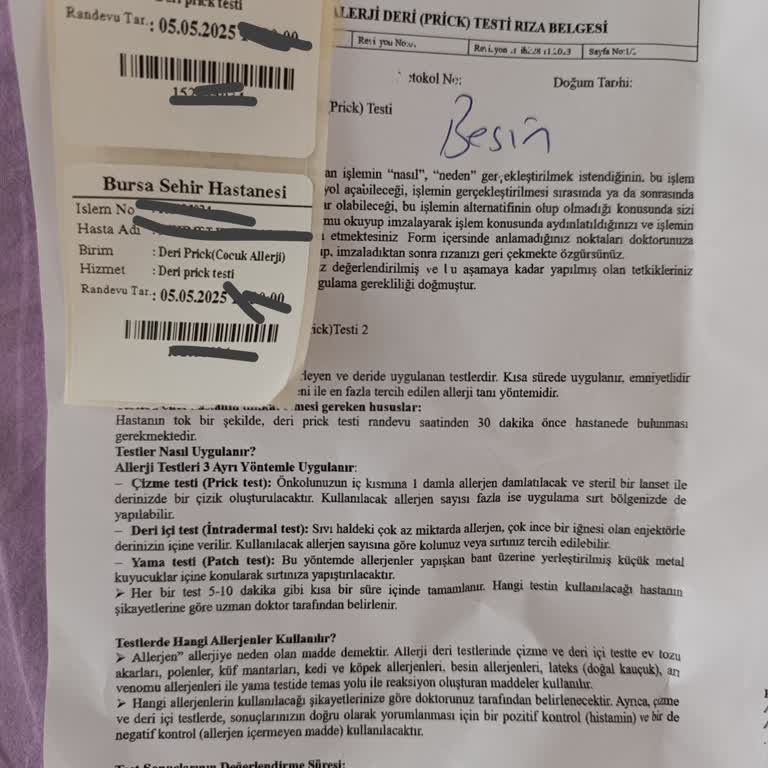 prick testi
Randevu Tar.: 05.05.2025
Bursa Sehir Hastanesi
Islem No
Hasta Adı
Birim : Deri Prick(Cocuk Allerji)
Hizmet : Deri prick testi
Randevu Tar.: 05.05.2025
ALERJİ DERİ (PRİCK) TESTİ RIZA BELGESİ
Sayfa No:1/2
tokol No: Doğum Tarihi:
(Prick) Testi
Besin
an işlemin "nasıl", "neden" gerçekleştirilmek istendiğinin, bu işlem
yol açabileceği, işlemin gerçekleştirilmesi sırasında ya da sonrasında
ar olabileceği, bu işlemin alternatifinin olup olmadığı konusunda sizi
mu okuyup imzalayarak işlem konusunda aydınlatıldığınızı ve işlemin
etmektesiniz Form içersinde anlamadığınız noktaları doktorunuza
up, imzaladıktan sonra rızanızı geri çekmekte özgürsünüz.
z değerlendirilmiş ve bu aşamaya kadar yapılmış olan tetkikleriniz
gulama gerekliliği doğmuştur.
ick)Testi 2
leyen ve deride uygulanan testlerdir. Kısa sürede uygulanır, emniyetlidir
ni ile en fazla tercih edilen allerji tanı yöntemidir.
mesi gereken hususlar:
Hastanın tok bir şekilde, deri prick testi randevu saatinden 30 dakika önce hastanede bulunması
gerekmektedir.
Testler Nasıl Uygulanır?
Allerji Testleri 3 Ayrı Yöntemle Uygulanır:
– Çizme testi (Prick test): Önkolunuzun iç kısmına 1 damla allerjen damlatılacak ve steril bir lanset ile
derinizde bir çizik oluşturulacaktır. Kullanılacak allerjen sayısı fazla ise uygulama sırt bölgenizde de
yapılabilir.
– Deri içi test (İntradermal test): Sıvı haldeki çok az miktarda allerjen, çok ince bir iğnesi olan enjektörle
derinizin içine verilir. Kullanılacak allerjen sayısına göre kolunuz veya sırtınız tercih edilebilir.
– Yama testi (Patch test): Bu yöntemde allerjenler yapışkan bant üzerine yerleştirilmiş küçük metal
kuyucuklar içine konularak sırtınıza yapıştırılacaktır.
➢ Her bir test 5-10 dakika gibi kısa bir süre içinde tamamlanır. Hangi testin kullanılacağı hastanın
şikayetlerine göre uzman doktor tarafından belirlenir.
Testlerde Hangi Allerjenler Kullanılır?
➢ Allerjen" allerjiye neden olan madde demektir. Allerji deri testlerinde çizme ve deri içi testte ev tozu
akarları, polenler, küf mantarları, kedi ve köpek allerjenleri, besin allerjenleri, lateks (doğal kauçuk), arı
venomu allerjenleri ile yama testide temas yolu ile reaksiyon oluşturan maddeler kullanılır.
➢ Hangi allerjenlerin kullanılacağı şikayetlerinize göre doktorunuz tarafından belirlenecektir. Ayrıca, çizme
ve deri içi testlerde, sonuçlarınızın doğru olarak yorumlanması için bir pozitif kontrol (histamin) ve bir de
negatif kontrol (allerjen içermeyen madde) kullanılacaktır.
Test Sonuçlarının Değerlendirme Süresi: